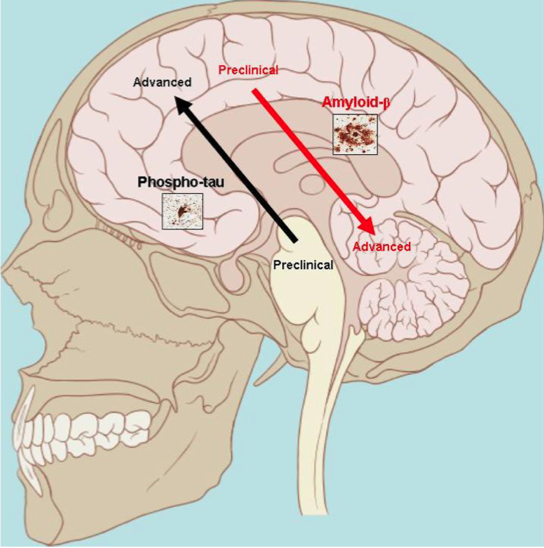 Preclinical
Advanced
Amyloid-β
Phospho-tau
Advanced
Preclinical